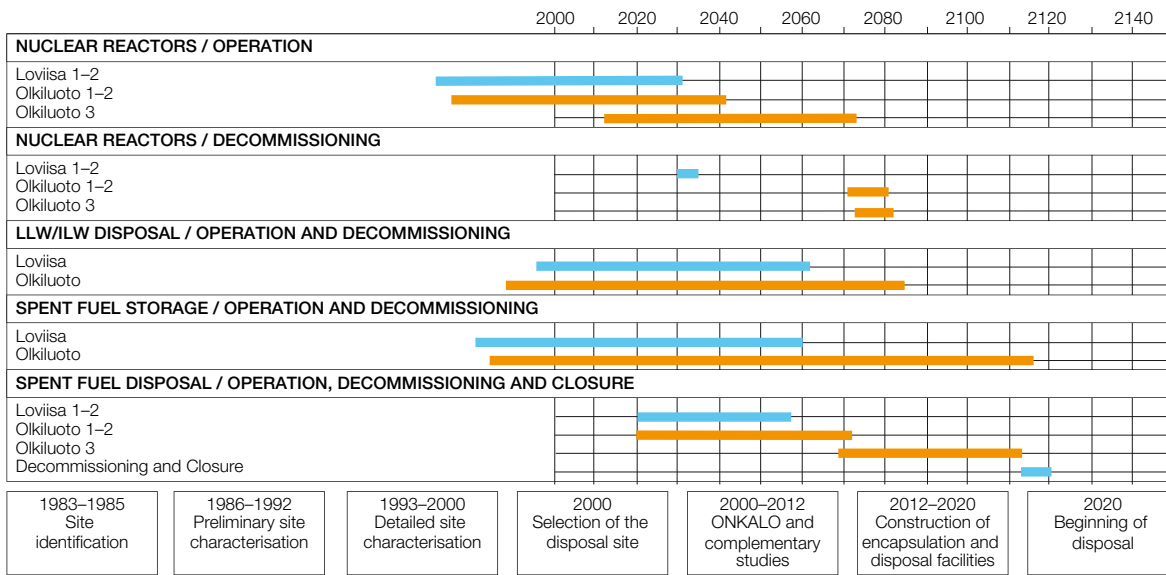 2000 2020 2040 2060 2080 2100 2120 2140
NUCLEAR REACTORS / OPERATION
Loviisa 1–2
Olkiluoto 1–2
Olkiluoto 3
NUCLEAR REACTORS / DECOMMISSIONING
Loviisa 1–2
Olkiluoto 1–2
Olkiluoto 3
LLW/ILW DISPOSAL / OPERATION AND DECOMMISSIONING
Loviisa
Olkiluoto
SPENT FUEL STORAGE / OPERATION AND DECOMMISSIONING
Loviisa
Olkiluoto
SPENT FUEL DISPOSAL / OPERATION, DECOMMISSIONING AND CLOSURE
Loviisa 1–2
Olkiluoto 1–2
Olkiluoto 3
Decommissioning and Closure
1983–1985
Site
identification
1986–1992
Preliminary site
characterisation
1993–2000
Detailed site
characterisation
2000
Selection of the
disposal site
2000–2012
ONKALO and
complementary
studies
2012–2020
Construction of
encapsulation and
disposal facilities
2020
Beginning of
disposal